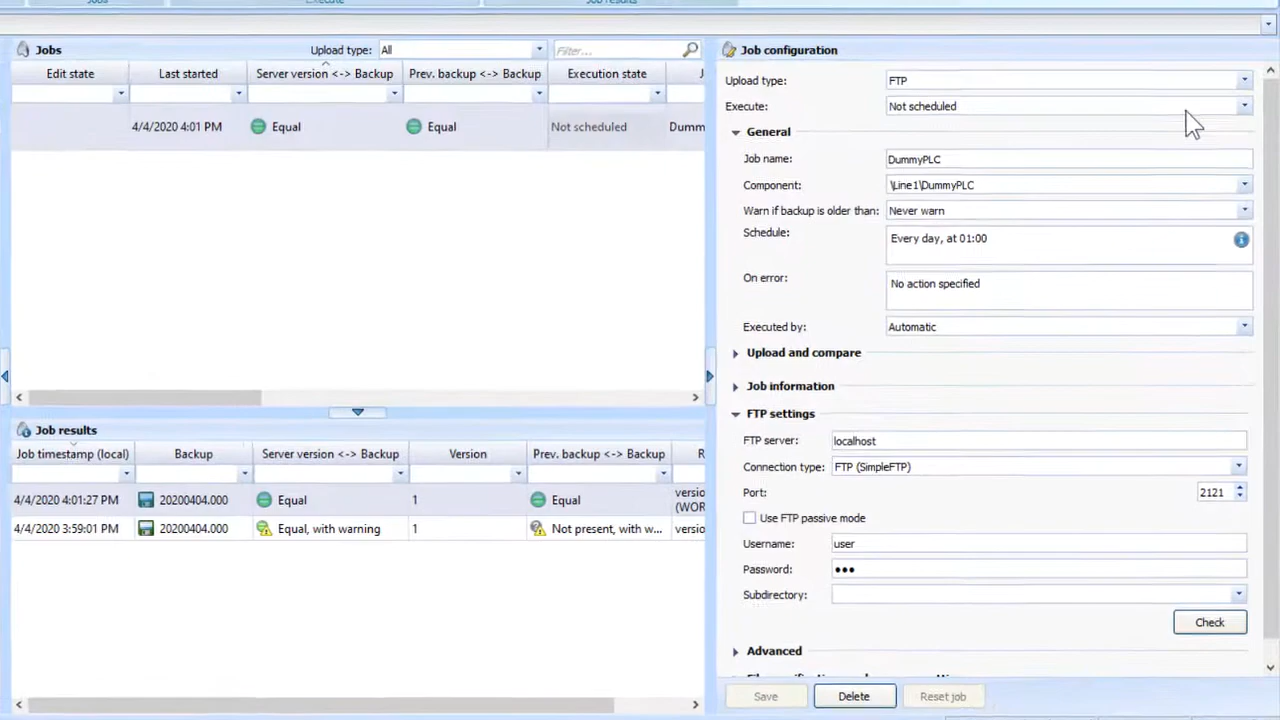 Jobs
Execute
Job results
Jobs
Upload type:
All
Filter...
Edit state
Last started
Server version <-> Backup
Prev. backup <-> Backup
Execution state
J
4/4/2020 4:01 PM
Equal
Equal
Not scheduled
Dumm
Job results
Job timestamp (local)
Backup
Server version <-> Backup
Version
Prev. backup <-> Backup
R
4/4/2020 4:01:27 PM
20200404.000
Equal
1
Equal
versio
(WOR
4/4/2020 3:59:01 PM
20200404.000
Equal, with warning
1
Not present, with w...
versio
Job configuration
Upload type:
FTP
Execute:
Not scheduled
General
Job name:
DummyPLC
Component:
\Line1\DummyPLC
Warn if backup is older than:
Never warn
Schedule:
Every day, at 01:00
On error:
No action specified
Executed by:
Automatic
Upload and compare
Job information
FTP settings
FTP server:
localhost
Connection type:
FTP (SimpleFTP)
Port:
2121
Use FTP passive mode
Username:
user
Password:
●●●
Subdirectory:
Check
Advanced
Save
Delete
Reset job